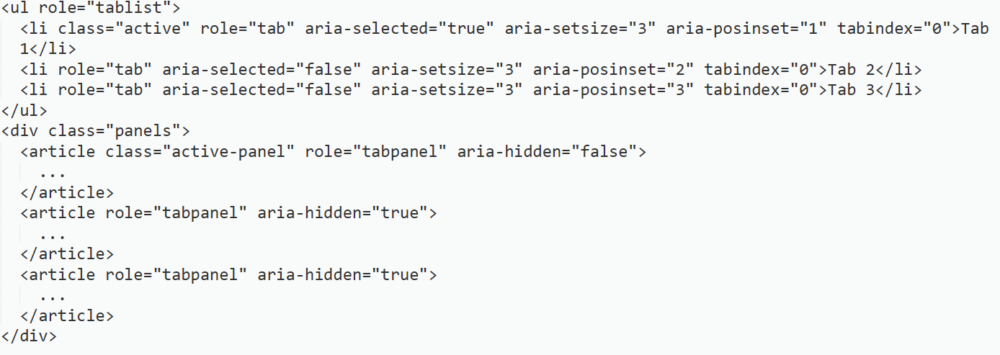 <ul role="tablist">
  <li class="active" role="tab" aria-selected="true" aria-setsize="3" aria-posinset="1" tabindex="0">Tab
  1</li>
  <li role="tab" aria-selected="false" aria-setsize="3" aria-posinset="2" tabindex="0">Tab 2</li>
  <li role="tab" aria-selected="false" aria-setsize="3" aria-posinset="3" tabindex="0">Tab 3</li>
</ul>
<div class="panels">
  <article class="active-panel" role="tabpanel" aria-hidden="false">
    ...
  </article>
  <article role="tabpanel" aria-hidden="true">
    ...
  </article>
  <article role="tabpanel" aria-hidden="true">
    ...
  </article>
</div>